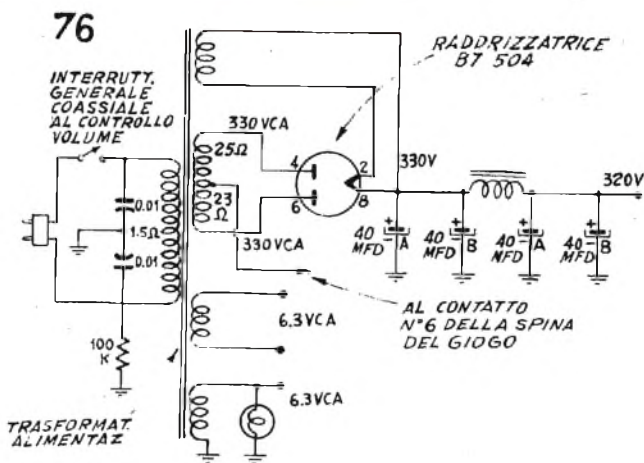 76
INTERRUTT.
GENERALE
COASSIALE
AL CONTROLLO
VOLUME
RADDRIZZATRICE
B7 504
330 VCA
25Ω
4
2
330V
320V
23
Ω
6
8
0.01
1.5Ω
0.01
330 VCA
40
MFD
+
-
A
40
MFD
+
-
B
40
NFD
+
-
A
40
MFD
+
-
B
AL CONTATTO
N°6 DELLA SPINA
DEL GIOGO
6.3 VCA
100
K
6.3 VCA
TRASFORMAT.
ALIMENTAZ